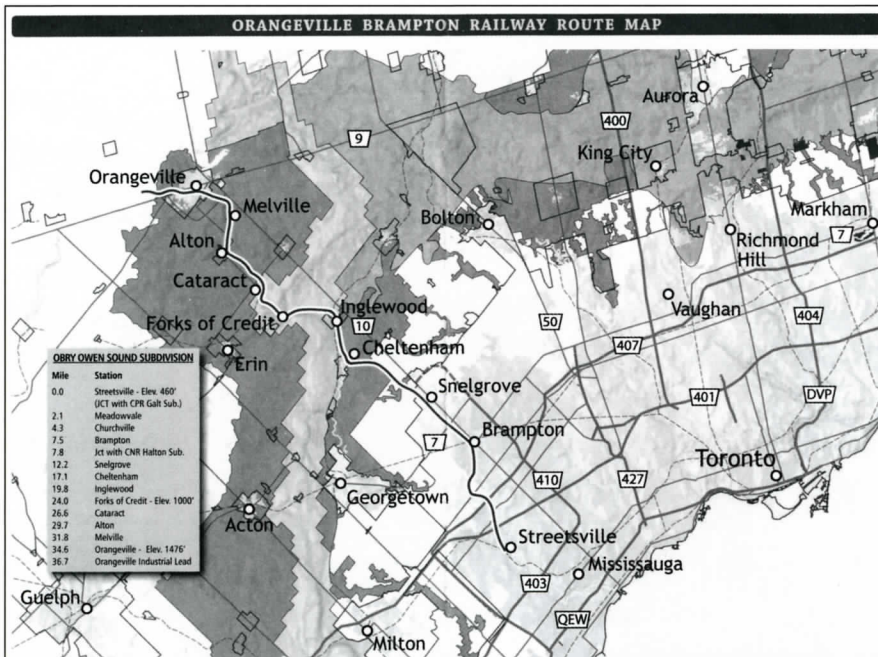 ORANGEVILLE BRAMPTON RAILWAY ROUTE MAP
Aurora
400
9
King City
Orangeville
Melville
Bolton
Markham
7
Richmond
Hill
Alton
Cataract
Vaughan
Forks of Credit
Inglewood
10
50
404
407
Cheltenham
Erin
Snelgrove
401
DVP
Brampton
7
Toronto
410
427
Georgetown
Acton
Streetsville
Mississauga
403
QEW
Guelph
Milton
OBRY OWEN SOUND SUBDIVISION
Mile Station
0.0 Streetsville - Elev. 460'
(JCT with CPR Galt Sub.)
2.1 Meadowvale
4.3 Churchville
7.5 Brampton
7.8 Jct with CNR Halton Sub.
12.2 Snelgrove
17.1 Cheltenham
19.8 Inglewood
24.0 Forks of Credit - Elev. 1000'
26.6 Cataract
29.7 Alton
31.8 Melville
34.6 Orangeville - Elev. 1476'
36.7 Orangeville Industrial Lead